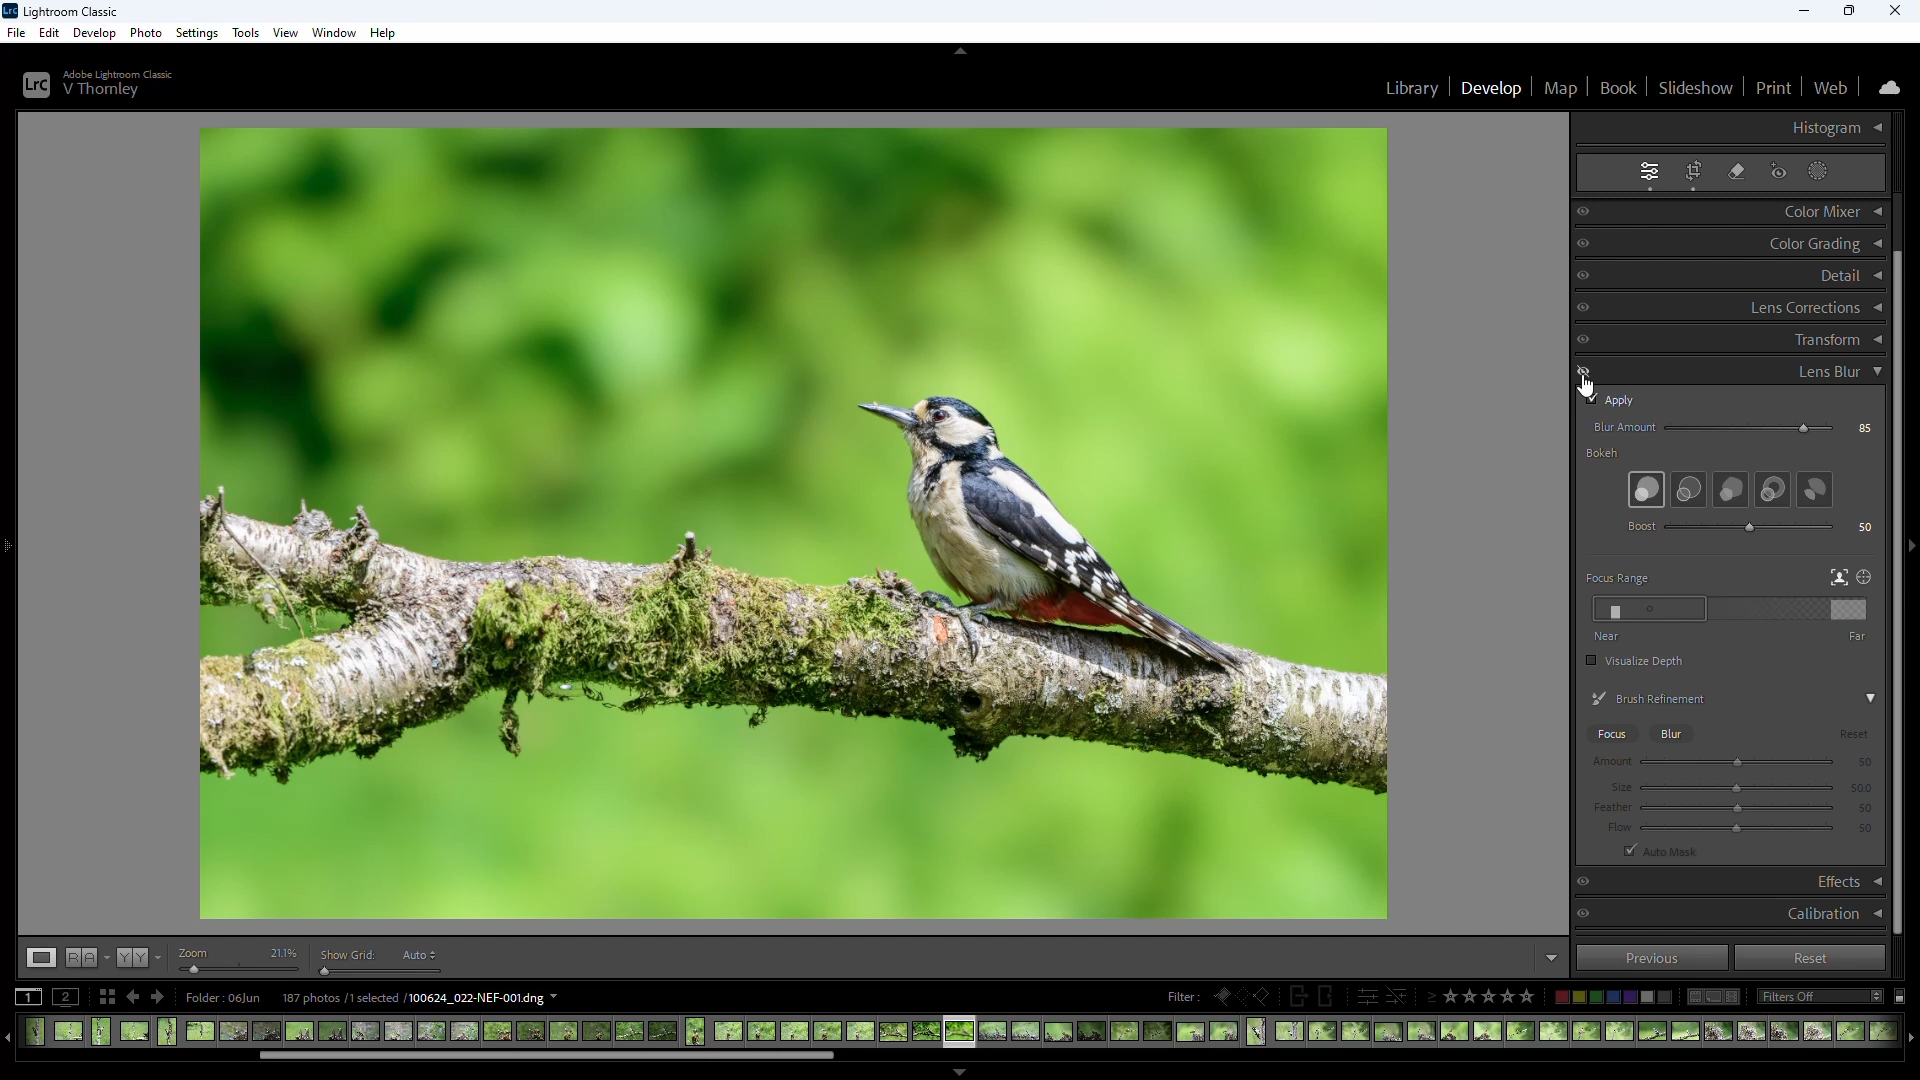 Lrc Lightroom Classic
File Edit Develop Photo Settings Tools View Window Help
Lrc Adobe Lightroom Classic
V Thornley
Library Develop Map Book Slideshow Print Web
Histogram
Color Mixer
Color Grading
Detail
Lens Corrections
Transform
Lens Blur
Apply
Blur Amount 85
Bokeh
Boost 50
Focus Range
Near Far
Visualize Depth
Brush Refinement
Focus Blur Reset
Amount 50
Size 50.0
Feather 50
Flow 50
Auto Mask
Effects
Calibration
R A Y Y Zoom 21.1% Show Grid: Auto
Previous Reset
1 2 Folder : 06Jun 187 photos / 1 selected / 100624_022-NEF-001.dng Filter : ≥ Filters Off